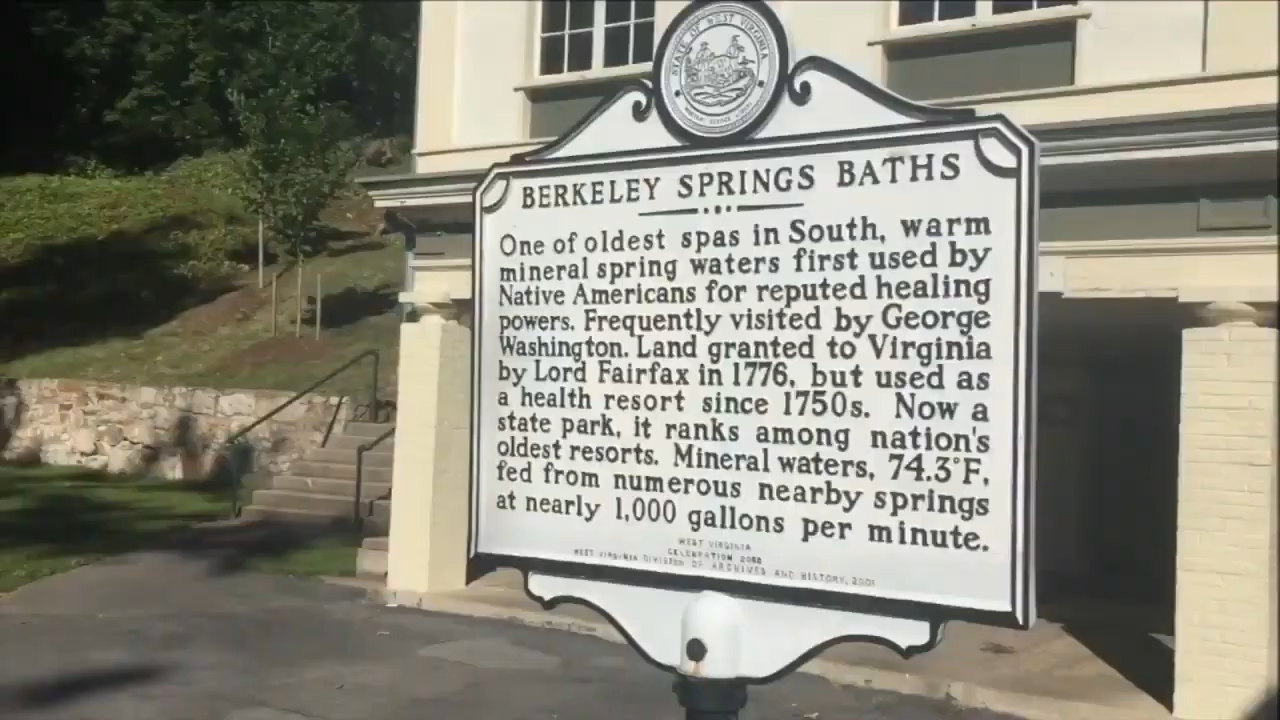 STATE OF WEST VIRGINIA
BERKELEY SPRINGS BATHS
One of oldest spas in South, warm
mineral spring waters first used by
Native Americans for reputed healing
powers. Frequently visited by George
Washington. Land granted to Virginia
by Lord Fairfax in 1776, but used as
a health resort since 1750s. Now a
state park, it ranks among nation's
oldest resorts. Mineral waters, 74.3°F,
fed from numerous nearby springs
at nearly 1,000 gallons per minute.
WEST VIRGINIA
CELEBRATION
WEST VIRGINIA DIVISION OF ARCHIVES AND HISTORY,